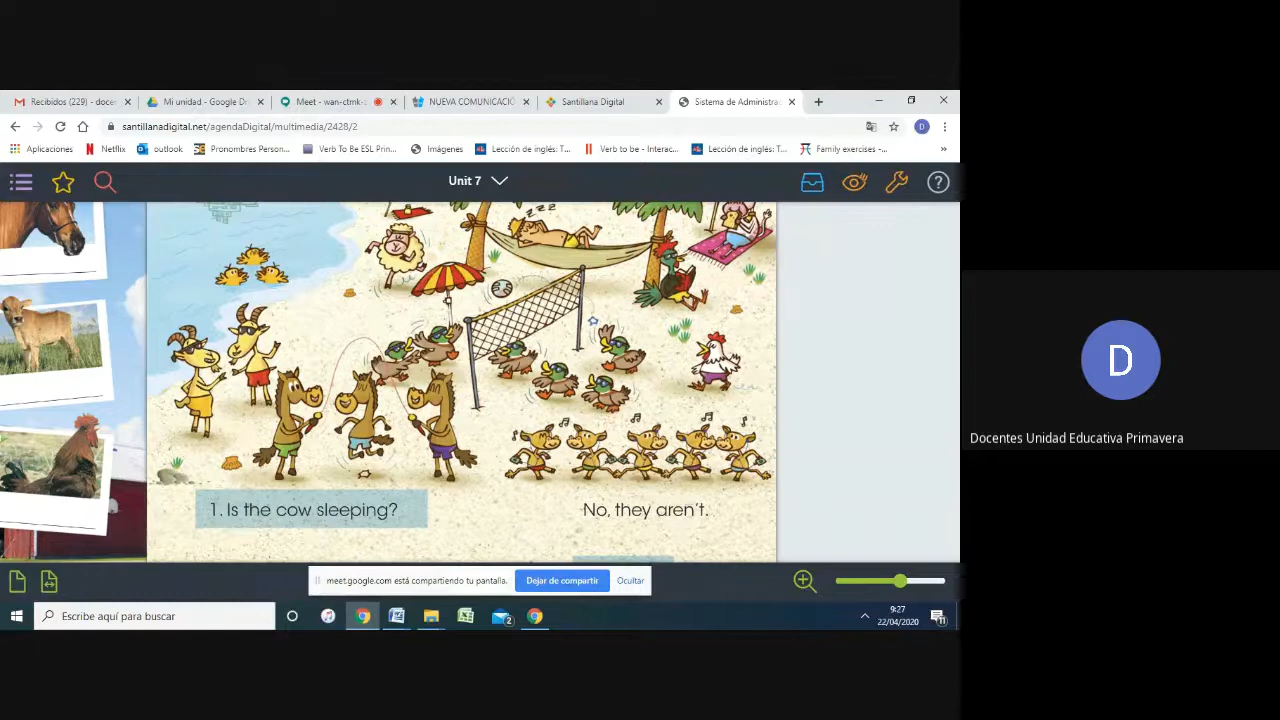 Recibidos (229) - doce
Mi unidad - Google Dr
Meet - wan-ctmk-
NUEVA COMUNICACIÓ
Santillana Digital
Sistema de Administra
santillanadigital.net/agendaDigital/multimedia/2428/2
D
Aplicaciones
Netflix
outlook
Pronombres Person...
Verb To Be ESL Prin...
Imágenes
Lección de inglés: T...
Verb to be - Interac...
Lección de inglés: T...
Family exercises -...
»
Unit 7
?
z z z
D
Docentes Unidad Educativa Primavera
1. Is the cow sleeping?
No, they aren't.
meet.google.com está compartiendo tu pantalla.
Dejar de compartir
Ocultar
Escribe aquí para buscar
2
9:27
22/04/2020
11